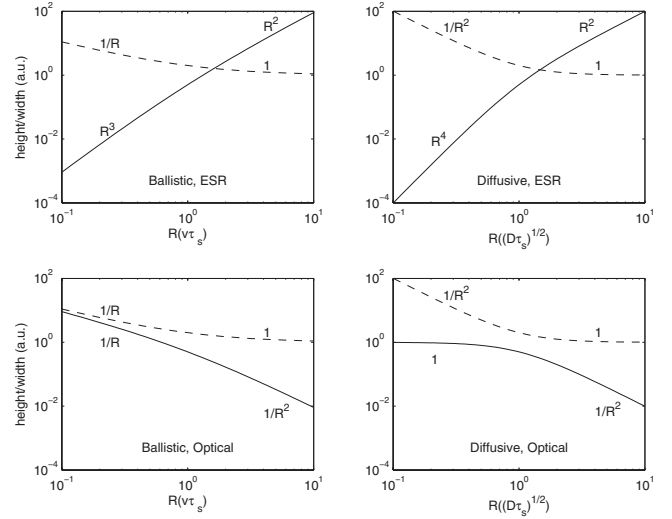 height/width (a.u.)
10^2
10^0
10^-2
10^-4
1/R
R^2
1
R^3
Ballistic, ESR
10^-1
10^0
10^1
R(vτ_s)
10^2
10^0
10^-2
10^-4
1/R^2
R^2
1
R^4
Diffusive, ESR
10^-1
10^0
10^1
R((Dτ_s)^1/2)
height/width (a.u.)
10^2
10^0
10^-2
10^-4
1/R
1
1/R
1/R^2
Ballistic, Optical
10^-1
10^0
10^1
R(vτ_s)
10^2
10^0
10^-2
10^-4
1/R^2
1
1
1/R^2
Diffusive, Optical
10^-1
10^0
10^1
R((Dτ_s)^1/2)